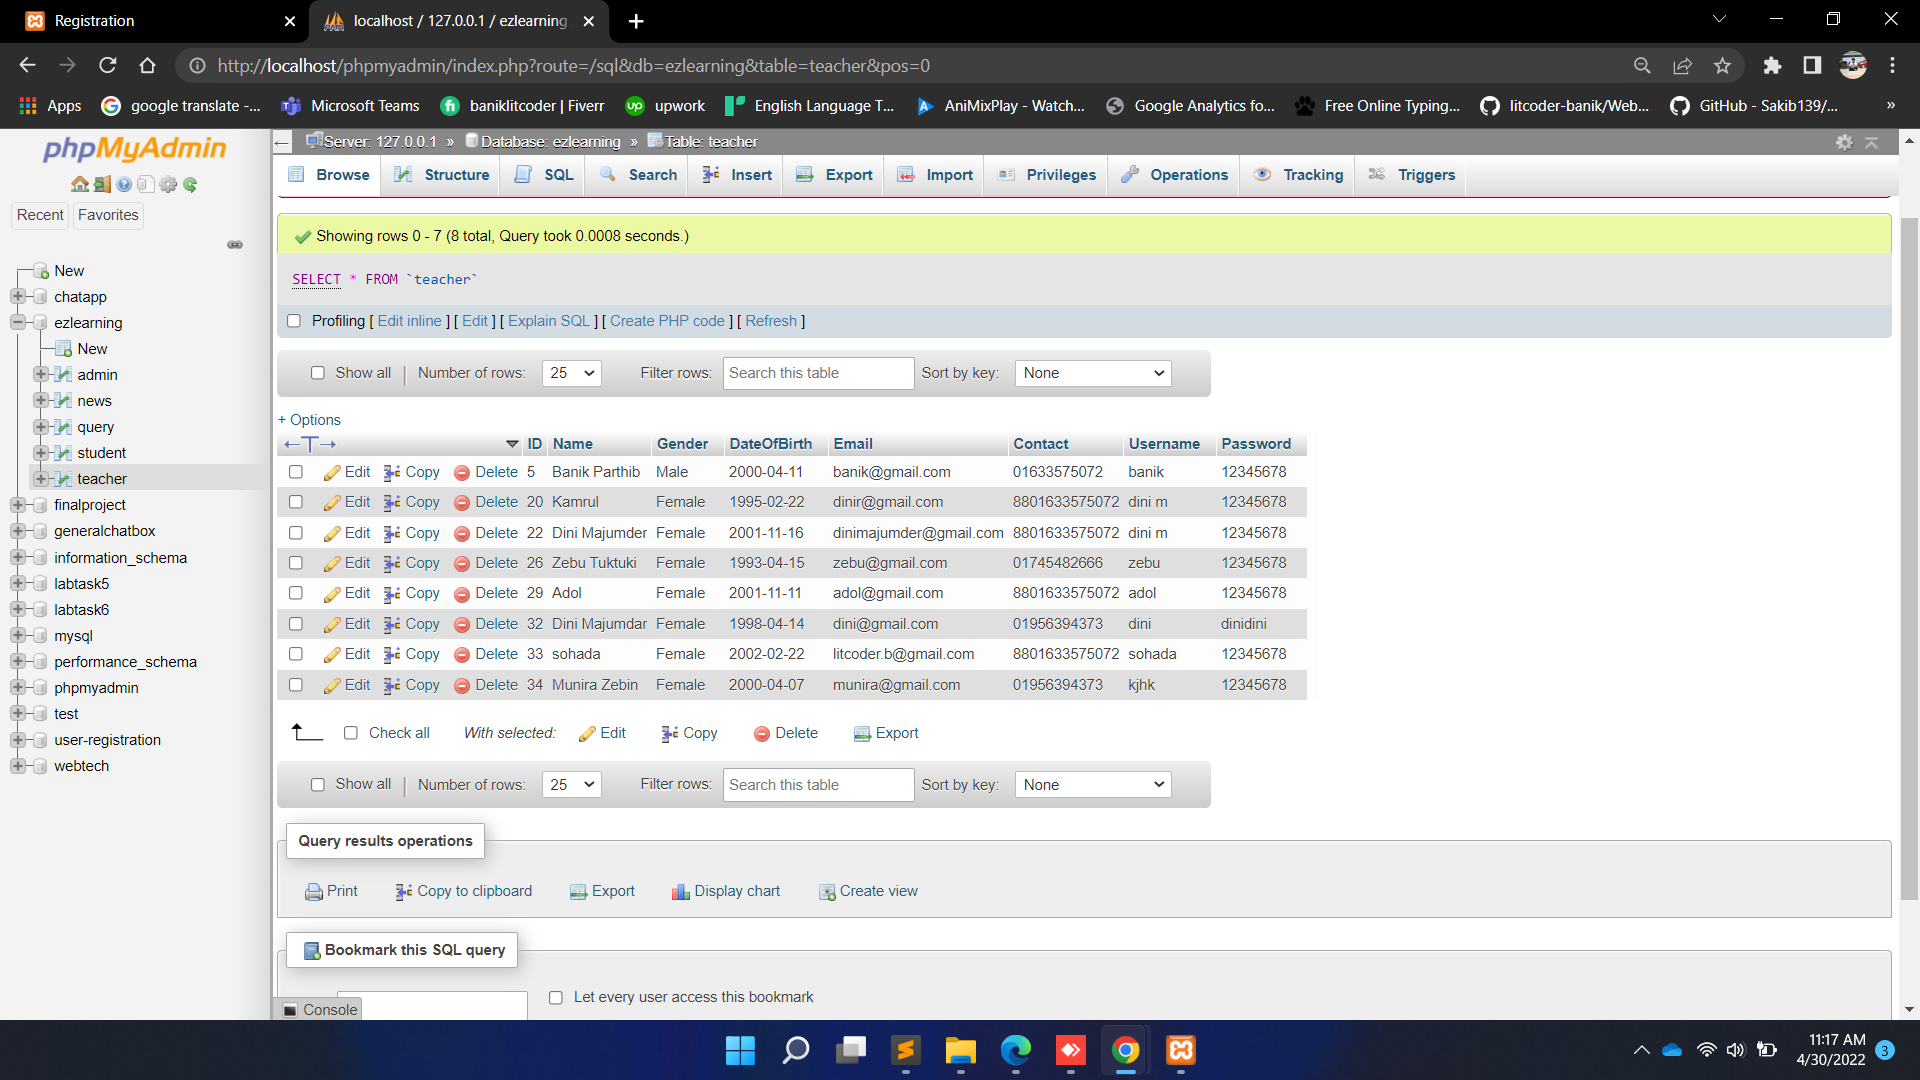 Registration
localhost / 127.0.0.1 / ezlearning
http://localhost/phpmyadmin/index.php?route=/sql&db=ezlearning&table=teacher&pos=0
Apps google translate -... Microsoft Teams baniklitcoder | Fiverr upwork English Language T... AniMixPlay - Watch... Google Analytics fo... Free Online Typing... litcoder-banik/Web... GitHub - Sakib139/... »
phpMyAdmin
Recent Favorites
New
chatapp
ezlearning
New
admin
news
query
student
teacher
finalproject
generalchatbox
information_schema
labtask5
labtask6
mysql
performance_schema
phpmyadmin
test
user-registration
webtech
Server: 127.0.0.1 » Database: ezlearning » Table: teacher
Browse Structure SQL Search Insert Export Import Privileges Operations Tracking Triggers
Showing rows 0 - 7 (8 total, Query took 0.0008 seconds.)
SELECT * FROM `teacher`
Profiling [ Edit inline ] [ Edit ] [ Explain SQL ] [ Create PHP code ] [ Refresh ]
Show all | Number of rows: 25 Filter rows: Search this table Sort by key: None
+ Options
←T→ ID Name Gender DateOfBirth Email Contact Username Password
Edit Copy Delete 5 Banik Parthib Male 2000-04-11 banik@gmail.com 01633575072 banik 12345678
Edit Copy Delete 20 Kamrul Female 1995-02-22 dinir@gmail.com 8801633575072 dini m 12345678
Edit Copy Delete 22 Dini Majumder Female 2001-11-16 dinimajumder@gmail.com 8801633575072 dini m 12345678
Edit Copy Delete 26 Zebu Tuktuki Female 1993-04-15 zebu@gmail.com 01745482666 zebu 12345678
Edit Copy Delete 29 Adol Female 2001-11-11 adol@gmail.com 8801633575072 adol 12345678
Edit Copy Delete 32 Dini Majumdar Female 1998-04-14 dini@gmail.com 01956394373 dini dinidini
Edit Copy Delete 33 sohada Female 2002-02-22 litcoder.b@gmail.com 8801633575072 sohada 12345678
Edit Copy Delete 34 Munira Zebin Female 2000-04-07 munira@gmail.com 01956394373 kjhk 12345678
Check all With selected: Edit Copy Delete Export
Show all | Number of rows: 25 Filter rows: Search this table Sort by key: None
Query results operations
Print Copy to clipboard Export Display chart Create view
Bookmark this SQL query
Let every user access this bookmark
Console
11:17 AM
4/30/2022
3